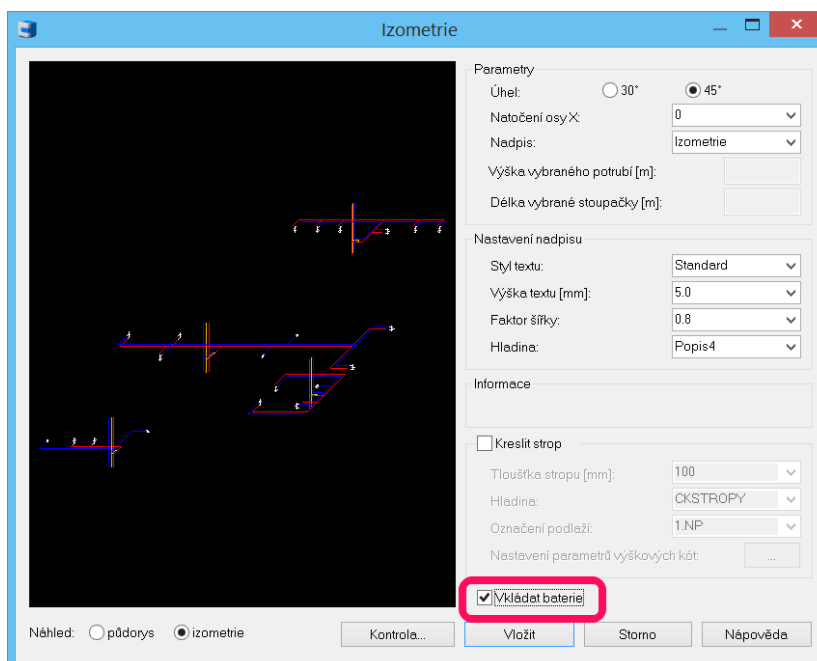 Izometrie
Parametry
Úhel: 30° 45°
Natočení osy X: 0
Nadpis: Izometrie
Výška vybraného potrubí [m]:
Délka vybrané stoupačky [m]:
Nastavení nadpisu
Styl textu: Standard
Výška textu [mm]: 5.0
Faktor šířky: 0.8
Hladina: Popis4
Informace
Kreslit strop
Tloušťka stropu [mm]: 100
Hladina: CKSTROPY
Označení podlaží: 1.NP
Nastavení parametrů výškových kót: ...
Vkládat baterie
Náhled: půdorys izometrie Kontrola... Vložit Storno Nápověda